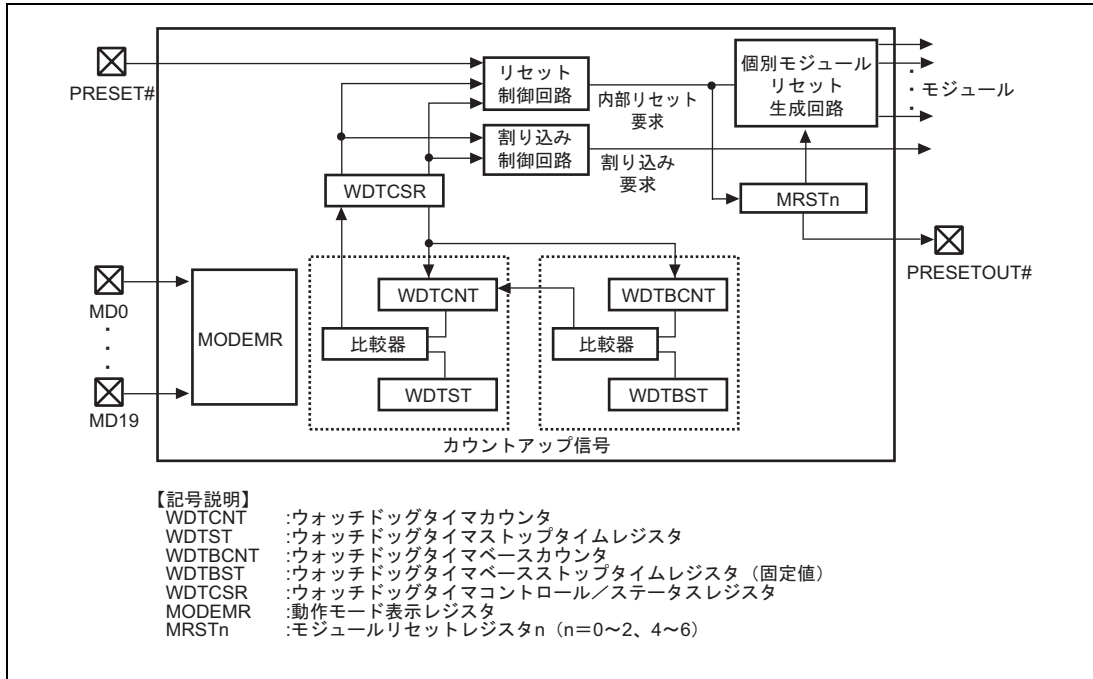 PRESET#
リセット
制御回路
内部リセット
要求
個別モジュール
リセット
生成回路
・
・モジュール
・
割り込み
制御回路
割り込み
要求
WDTCSR
MRSTn
PRESETOUT#
MD0
・
・
・
MD19
MODEMR
WDTCNT
比較器
WDTST
WDTBCNT
比較器
WDTBST
カウントアップ信号
【記号説明】
WDTCNT :ウォッチドッグタイマカウンタ
WDTST :ウォッチドッグタイマストップタイムレジスタ
WDTBCNT :ウォッチドッグタイマベースカウンタ
WDTBST :ウォッチドッグタイマベースストップタイムレジスタ（固定値）
WDTCSR :ウォッチドッグタイマコントロール／ステータスレジスタ
MODEMR :動作モード表示レジスタ
MRSTn :モジュールリセットレジスタn（n＝0～2、4～6）